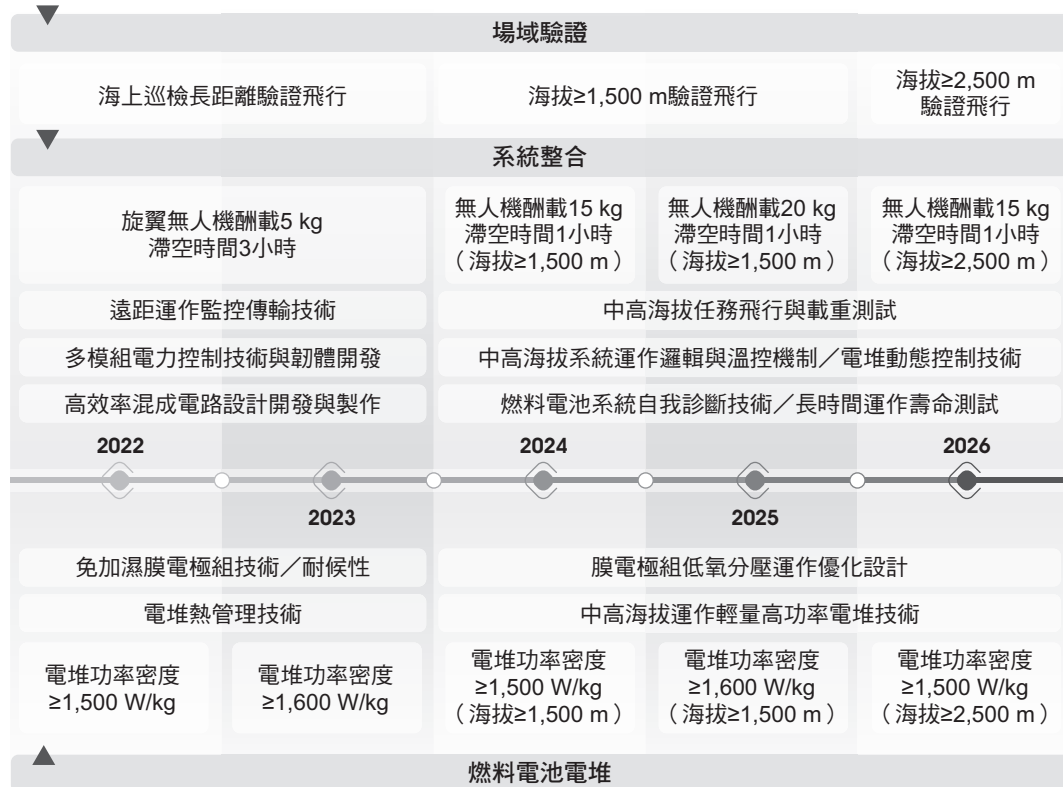 場域驗證
海上巡檢長距離驗證飛行
海拔≥1,500 m驗證飛行
海拔≥2,500 m
驗證飛行
系統整合
旋翼無人機酬載5 kg
滯空時間3小時
無人機酬載15 kg
滯空時間1小時
（海拔≥1,500 m）
無人機酬載20 kg
滯空時間1小時
（海拔≥1,500 m）
無人機酬載15 kg
滯空時間1小時
（海拔≥2,500 m）
遠距運作監控傳輸技術
中高海拔任務飛行與載重測試
多模組電力控制技術與韌體開發
中高海拔系統運作邏輯與溫控機制／電堆動態控制技術
高效率混成電路設計開發與製作
燃料電池系統自我診斷技術／長時間運作壽命測試
2022
2024
2026
2023
2025
免加濕膜電極組技術／耐候性
膜電極組低氧分壓運作優化設計
電堆熱管理技術
中高海拔運作輕量高功率電堆技術
電堆功率密度
≥1,500 W/kg
電堆功率密度
≥1,600 W/kg
電堆功率密度
≥1,500 W/kg
（海拔≥1,500 m）
電堆功率密度
≥1,600 W/kg
（海拔≥1,500 m）
電堆功率密度
≥1,500 W/kg
（海拔≥2,500 m）
燃料電池電堆